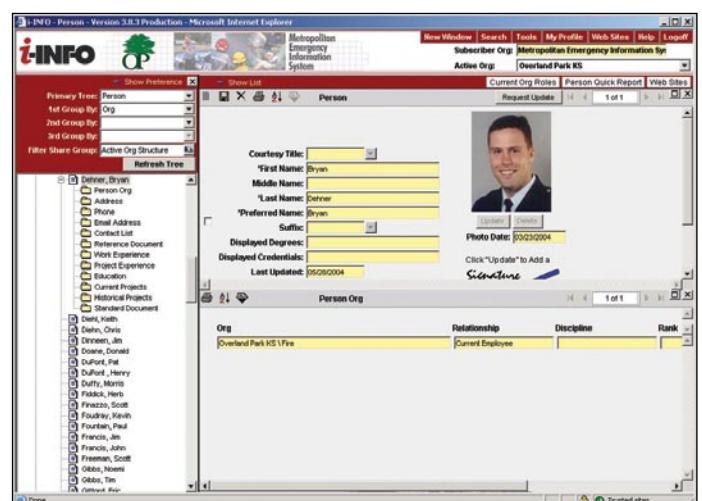 i-INFO - Person - Version 3.8.3 Production - Microsoft Internet Explorer
i-INFO
OP
Metropolitan
Emergency
Information
System
New Window Search Tools My Profile Web Sites Help Logoff
Subscriber Org: Metropolitan Emergency Information Sys
Active Org: Overland Park KS
Show Preference
Show List
Current Org Roles Person Quick Report Web Sites
Primary Tree: Person
1st Group By: Org
2nd Group By:
3rd Group By:
Filter Share Group: Active Org Structure
Refresh Tree
Person
Request Update
1 of 1
Dehner, Bryan
Person Org
Address
Phone
Email Address
Contact List
Reference Document
Work Experience
Project Experience
Education
Current Projects
Historical Projects
Standard Document
Diehl, Keith
Diehn, Chris
Dinneen, Jim
Doane, Donald
DuPont, Pat
DuPont , Henry
Duffy, Morris
Fiddick, Herb
Finazzo, Scott
Foudray, Kevin
Fountain, Paul
Francis, Jim
Francis, John
Freeman, Scott
Gibbs, Noemi
Gibbs, Tim
Gifford, Eric
Courtesy Title:
*First Name: Bryan
Middle Name:
*Last Name: Dehner
*Preferred Name: Bryan
Suffix:
Displayed Degrees:
Displayed Credentials:
Last Updated: 05/28/2004
Update Delete
Photo Date: 03/23/2004
Click "Update" to Add a
Signature
Person Org
1 of 1
Org Relationship Discipline Rank
Overland Park KS \ Fire Current Employee
Done
Trusted sites